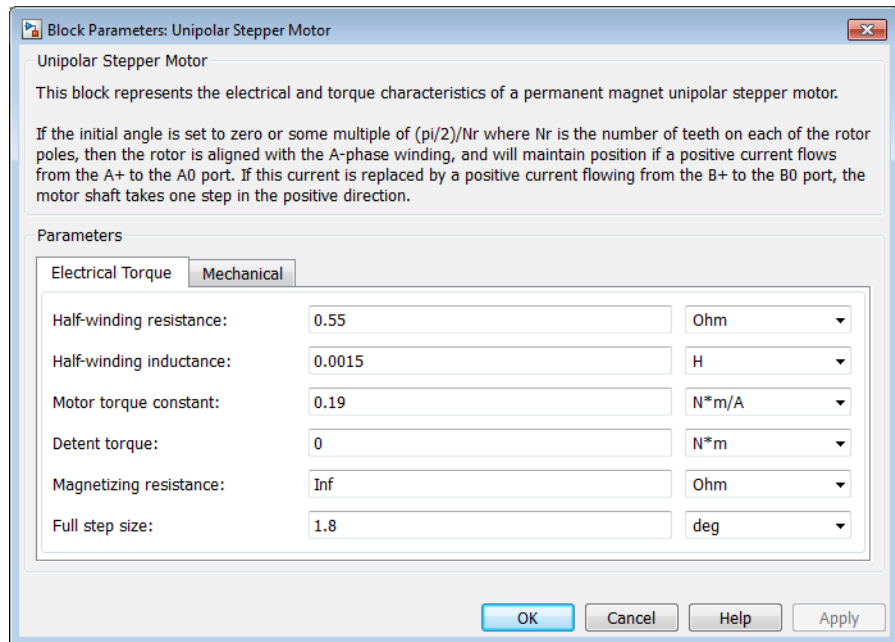 Block Parameters: Unipolar Stepper Motor
Unipolar Stepper Motor
This block represents the electrical and torque characteristics of a permanent magnet unipolar stepper motor.
If the initial angle is set to zero or some multiple of (pi/2)/Nr where Nr is the number of teeth on each of the rotor
poles, then the rotor is aligned with the A-phase winding, and will maintain position if a positive current flows
from the A+ to the A0 port. If this current is replaced by a positive current flowing from the B+ to the B0 port, the
motor shaft takes one step in the positive direction.
Parameters
Electrical Torque Mechanical
Half-winding resistance: 0.55 Ohm
Half-winding inductance: 0.0015 H
Motor torque constant: 0.19 N*m/A
Detent torque: 0 N*m
Magnetizing resistance: Inf Ohm
Full step size: 1.8 deg
OK Cancel Help Apply